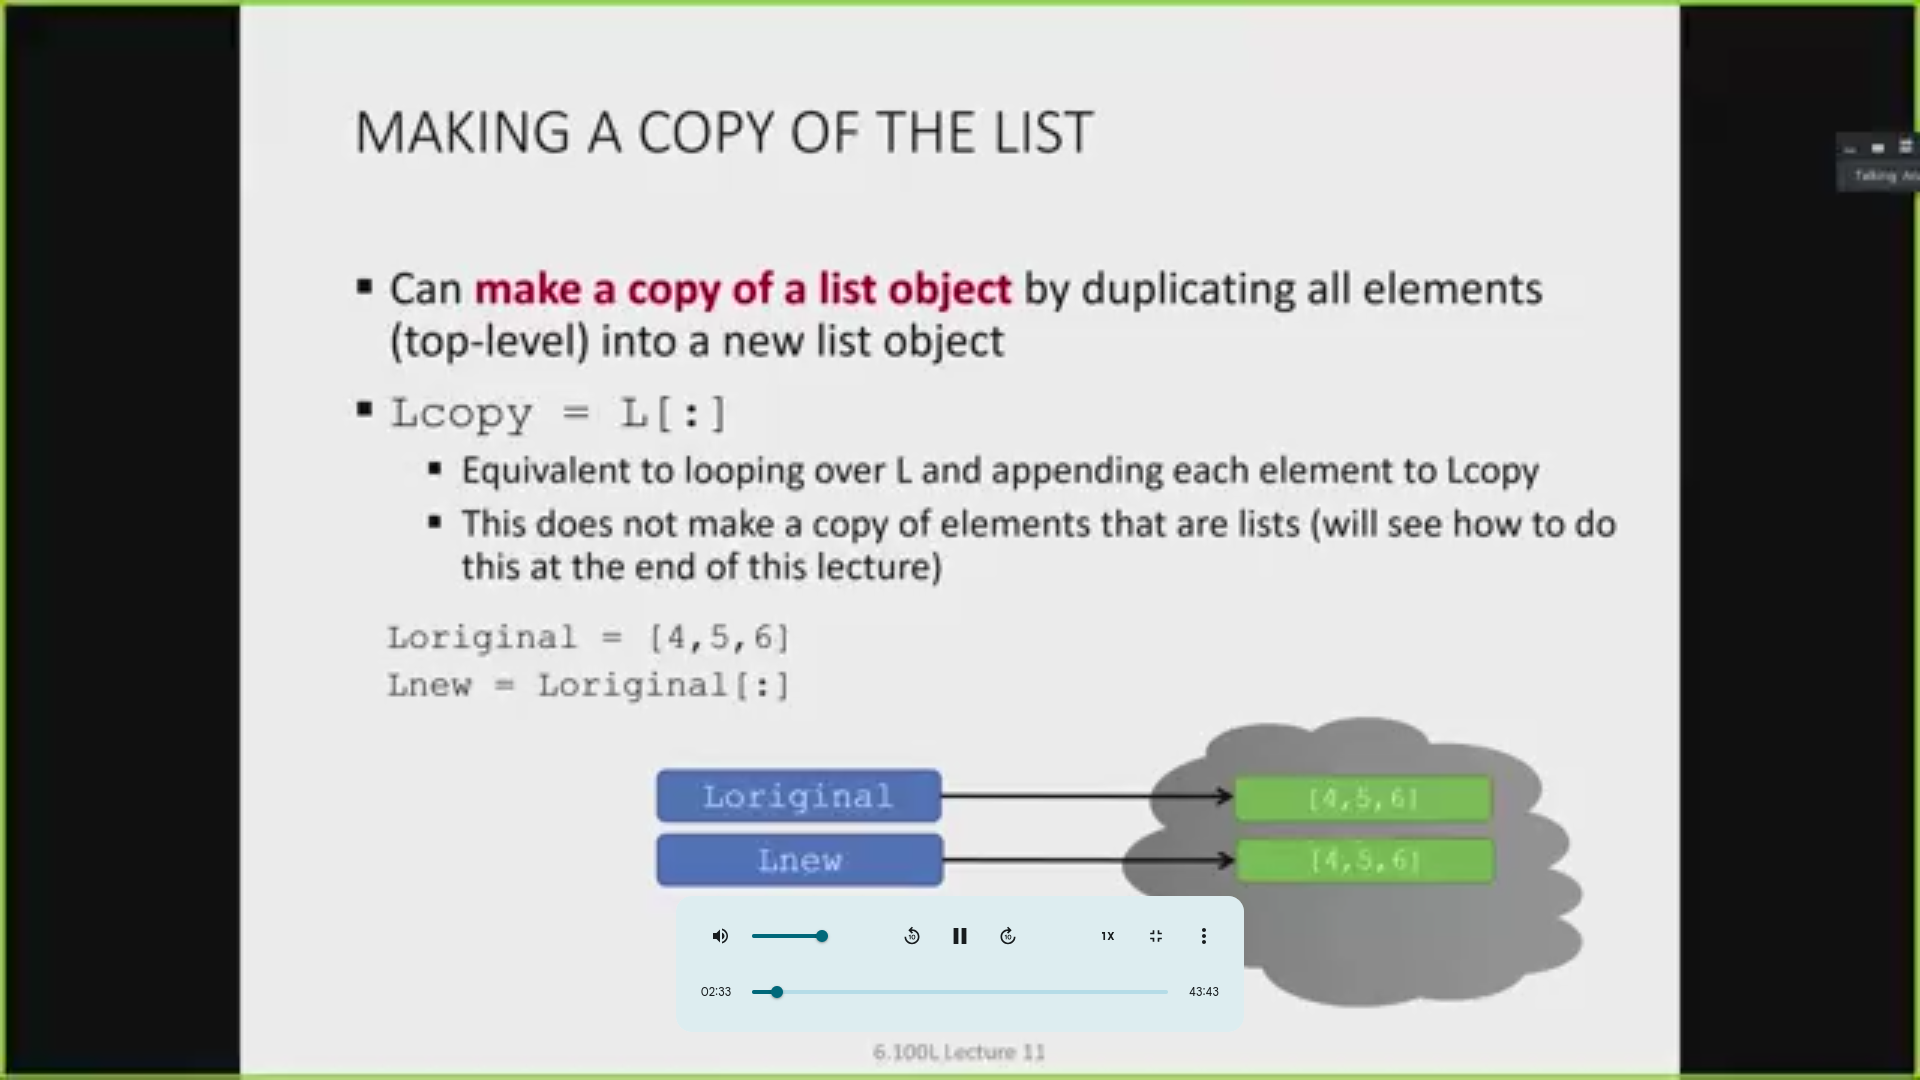 MAKING A COPY OF THE LIST
Talking: An
▪ Can make a copy of a list object by duplicating all elements
(top-level) into a new list object
▪ Lcopy = L[:]
▪ Equivalent to looping over L and appending each element to Lcopy
▪ This does not make a copy of elements that are lists (will see how to do
this at the end of this lecture)
Loriginal = [4,5,6]
Lnew = Loriginal[:]
Loriginal [4,5,6]
Lnew [4,5,6]
10 10 1X
02:33 43:43
6.100L Lecture 11